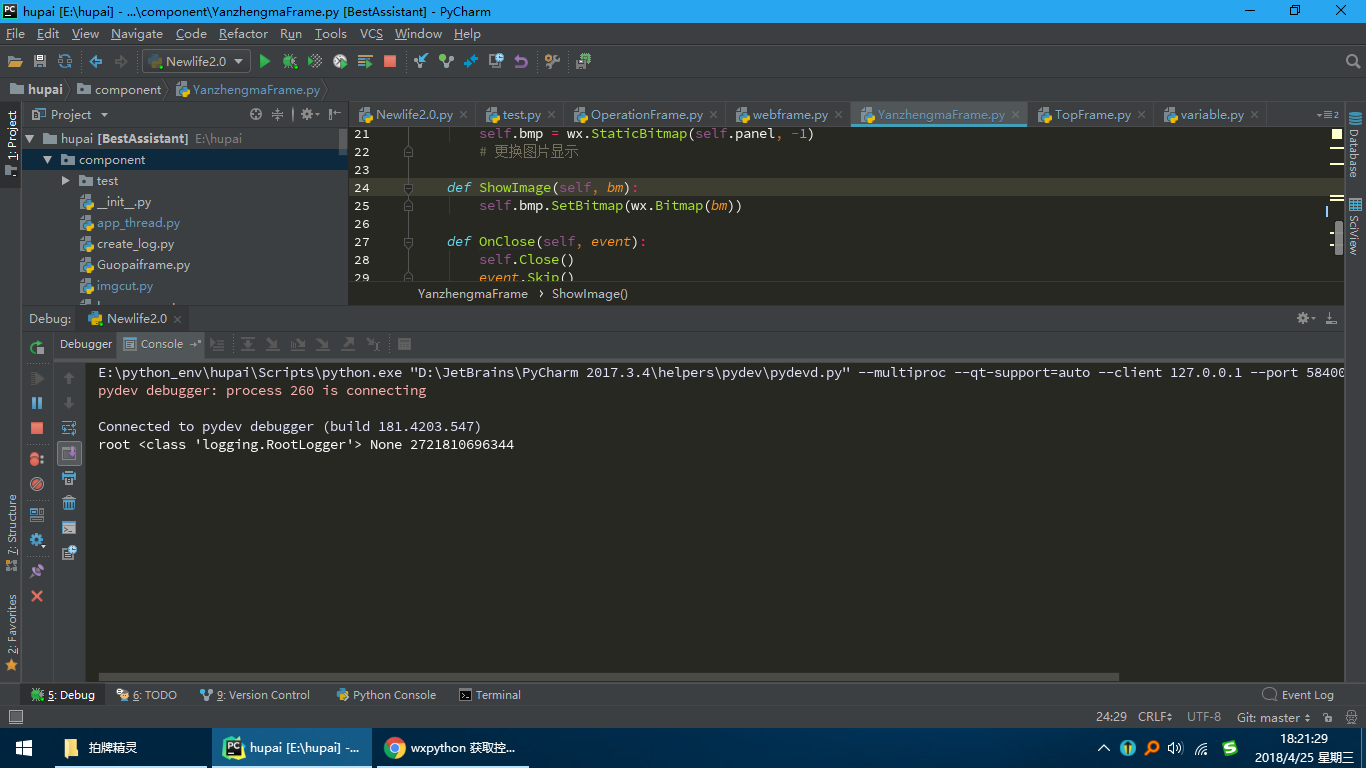 hupai [E:\hupai] - ...\component\YanzhengmaFrame.py [BestAssistant] - PyCharm
File Edit View Navigate Code Refactor Run Tools VCS Window Help
Newlife2.0
hupai component YanzhengmaFrame.py
1: Project
Project
Newlife2.0.py test.py OperationFrame.py webframe.py YanzhengmaFrame.py TopFrame.py variable.py
hupai [BestAssistant] E:\hupai
component
test
__init__.py
app_thread.py
create_log.py
Guopaiframe.py
imgcut.py
21 self.bmp = wx.StaticBitmap(self.panel, -1)
22 # 更换图片显示
23
24 def ShowImage(self, bm):
25 self.bmp.SetBitmap(wx.Bitmap(bm))
26
27 def OnClose(self, event):
28 self.Close()
29 event.Skip()
YanzhengmaFrame › ShowImage()
Database
SciView
Debug: Newlife2.0
Debugger Console
E:\python_env\hupai\Scripts\python.exe "D:\JetBrains\PyCharm 2017.3.4\helpers\pydev\pydevd.py" --multiproc --qt-support=auto --client 127.0.0.1 --port 58400
pydev debugger: process 260 is connecting
Connected to pydev debugger (build 181.4203.547)
root <class 'logging.RootLogger'> None 2721810696344
7: Structure
2: Favorites
5: Debug 6: TODO 9: Version Control Python Console Terminal Event Log
24:29 CRLF UTF-8 Git: master
拍牌精灵 hupai [E:\hupai] -... wxpython 获取控...
18:21:29
2018/4/25 星期三